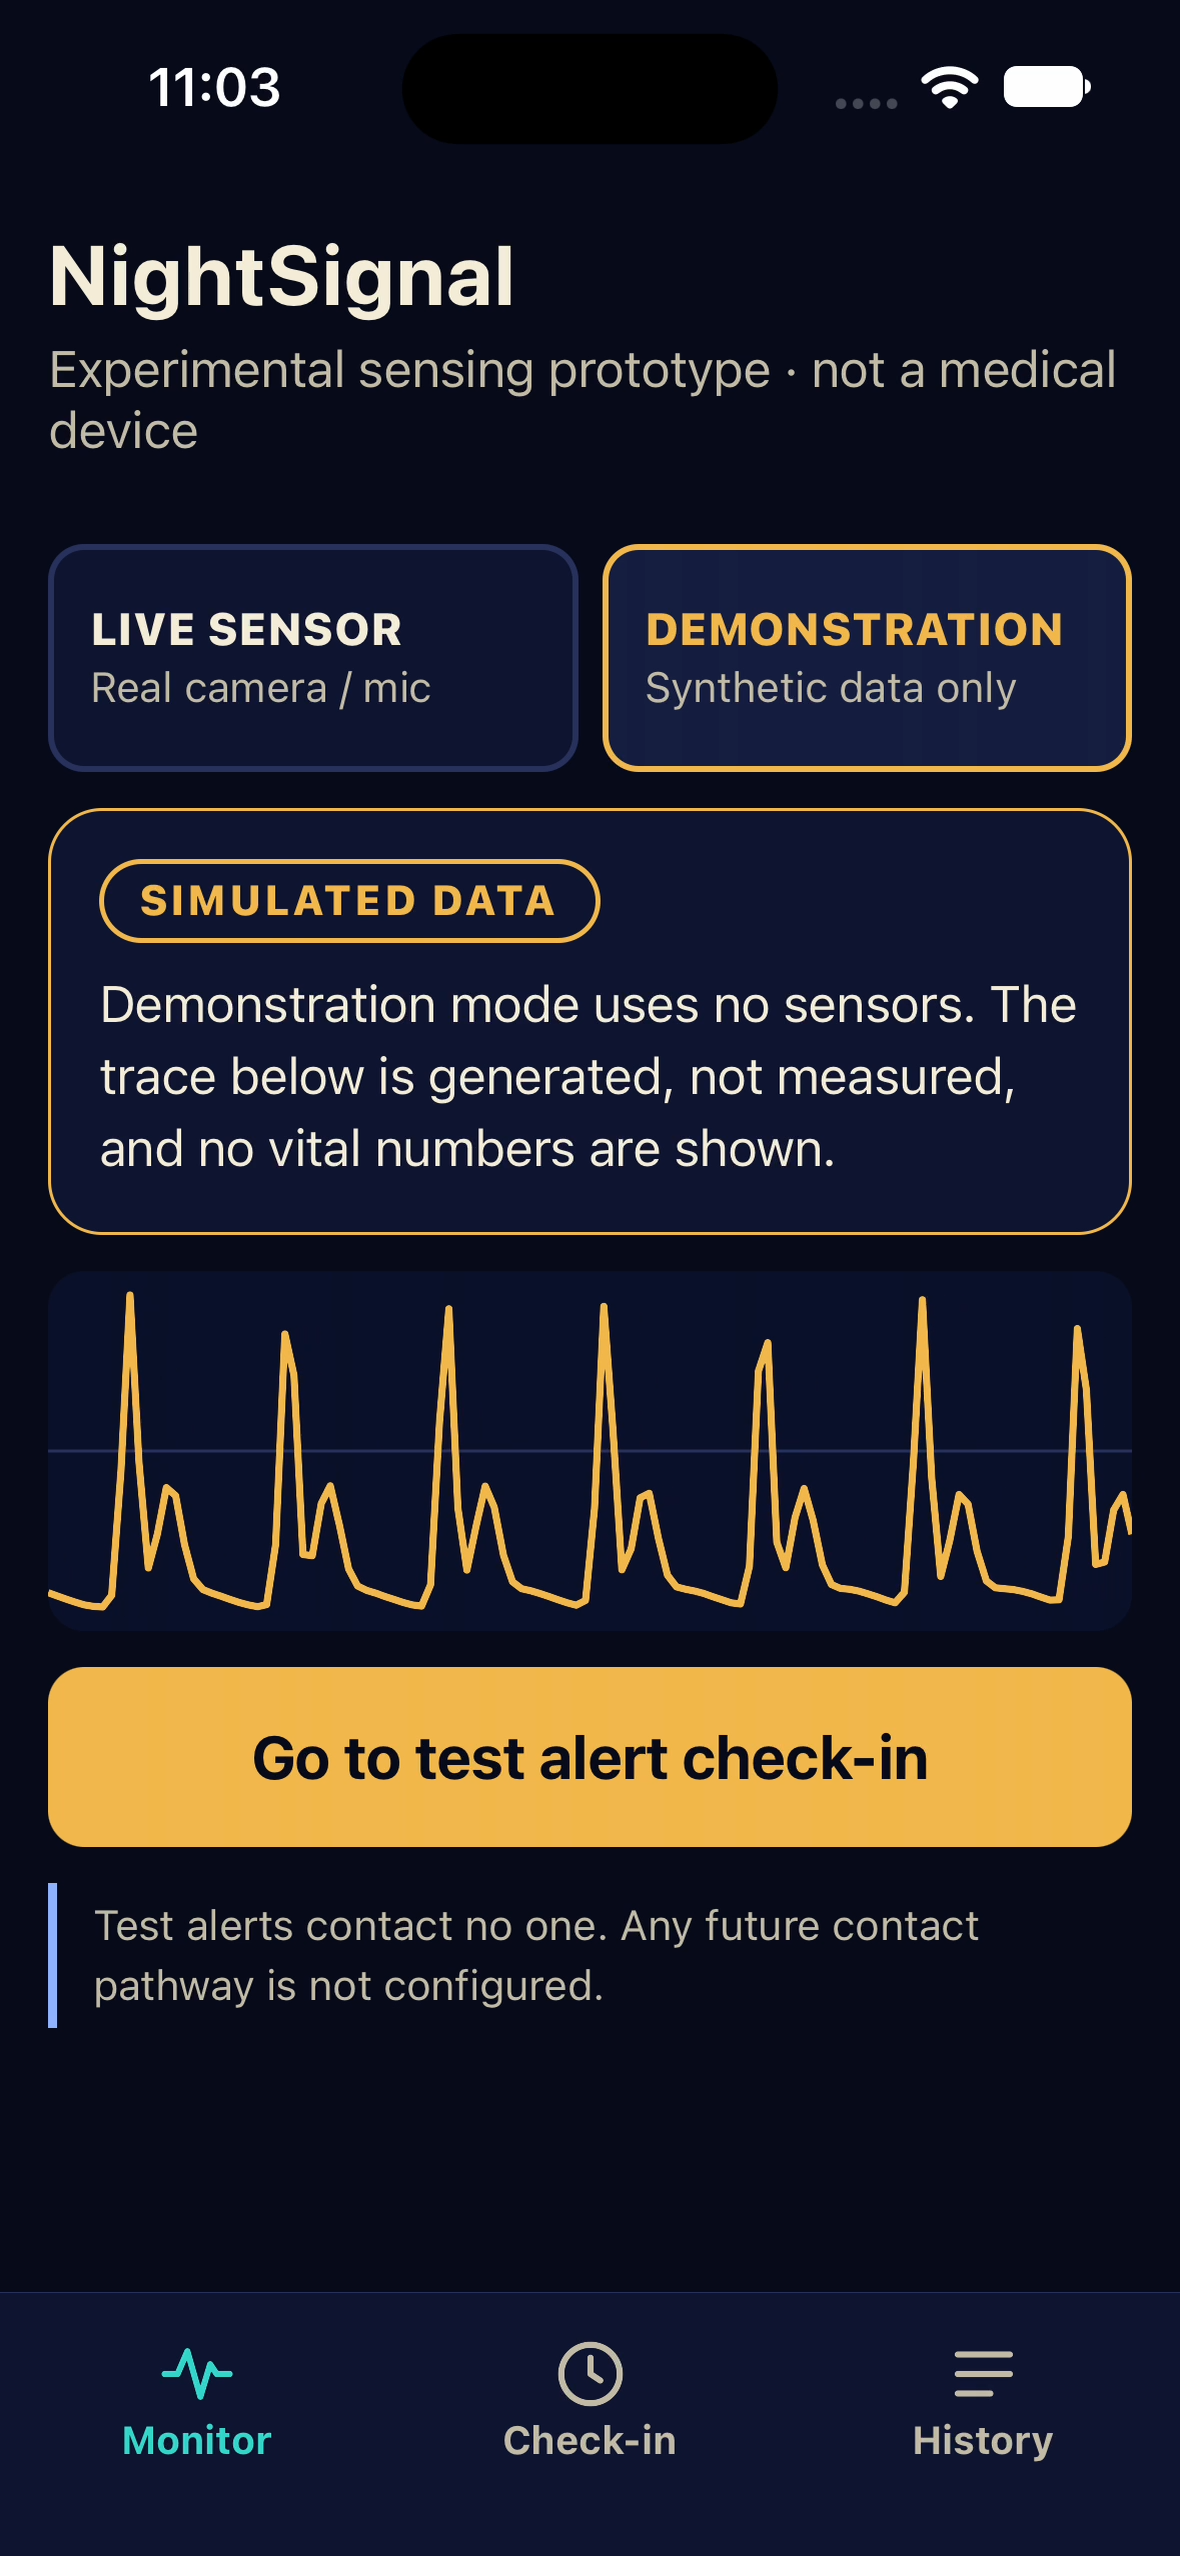 11:03
NightSignal
Experimental sensing prototype · not a medical
device
LIVE SENSOR
Real camera / mic
DEMONSTRATION
Synthetic data only
SIMULATED DATA
Demonstration mode uses no sensors. The
trace below is generated, not measured,
and no vital numbers are shown.
Go to test alert check-in
Test alerts contact no one. Any future contact
pathway is not configured.
Monitor
Check-in
History